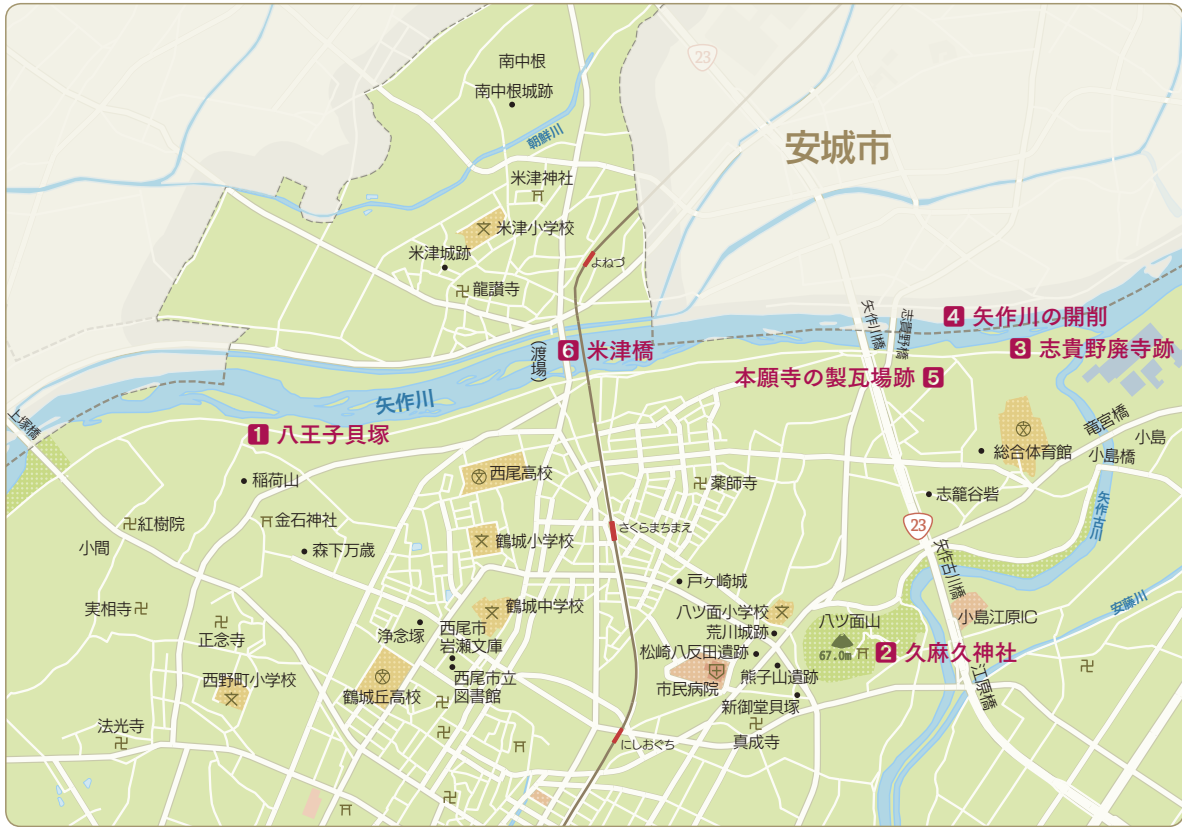 南中根
南中根城跡
23
朝鮮川
安城市
米津神社
米津小学校
米津城跡
よねづ
龍讃寺
矢作川橋
志貴野橋
4 矢作川の開削
3 志貴野廃寺跡
(渡場)
6 米津橋
本願寺の製瓦場跡 5
矢作川
上塚橋
1 八王子貝塚
竜宮橋
小島
総合体育館
小島橋
西尾高校
稲荷山
薬師寺
志籠谷砦
矢作古川
紅樹院
金石神社
さくらまちまえ
23
小間
森下万歳
鶴城小学校
矢作古川橋
戸ヶ崎城
安藤川
実相寺
鶴城中学校
八ツ面小学校
八ツ面山
小島江原IC
正念寺
浄念塚
西尾市
岩瀬文庫
荒川城跡
松崎八反田遺跡
67.0m
2 久麻久神社
西野町小学校
鶴城丘高校
西尾市立
図書館
市民病院
熊子山遺跡
江原橋
新御堂貝塚
法光寺
にしおぐち
真成寺